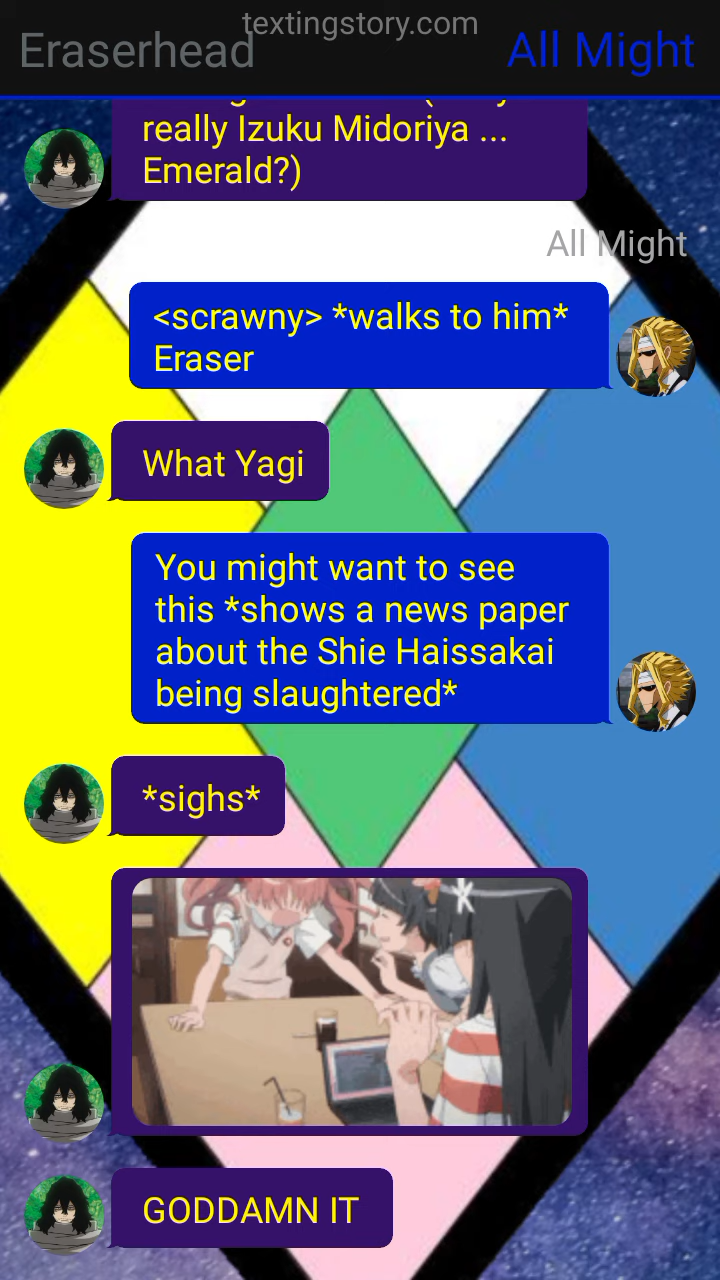 textingstory.com
Eraserhead
All Might
really Izuku Midoriya ...
Emerald?)
All Might
<scrawny> *walks to him*
Eraser
What Yagi
You might want to see
this *shows a news paper
about the Shie Haissakai
being slaughtered*
*sighs*
GODDAMN IT